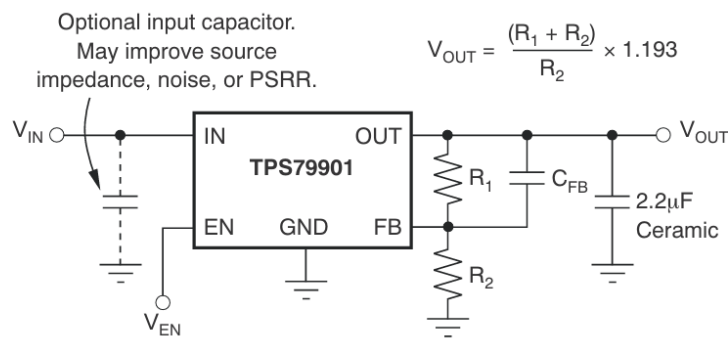 Optional input capacitor.
May improve source
impedance, noise, or PSRR.
V_OUT = (R_1 + R_2) / R_2 × 1.193
V_IN
IN
OUT
V_OUT
TPS79901
R_1
C_FB
2.2μF
Ceramic
EN
GND
FB
R_2
V_EN